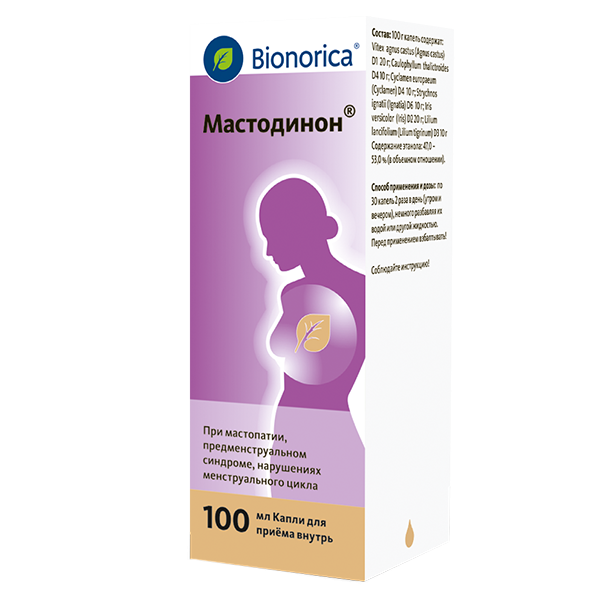 Bionorica®
Мастодинон®
При мастопатии,
предменструальном
синдроме, нарушениях
менструального цикла
100 мл Капли для
приёма внутрь
Состав: 100 г капель содержат:
Vitex agnus castus (Agnus castus)
D1 20 г; Caulophyllum thalictroides
D4 10 г; Cyclamen europaeum
(Cyclamen) D4 10 г; Strychnos
ignatii (Ignatia) D6 10 г; Iris
versicolor (Iris) D2 20 г; Lilium
lancifolium (Lilium tigrinum) D3 10 г
Содержание этанола: 47,0 –
53,0 % (в объемном отношении).
Способ применения и дозы: по
30 капель 2 раза в день (утром и
вечером), немного разбавляя их
водой или другой жидкостью.
Перед применением взбалтывать!
Соблюдайте инструкцию!